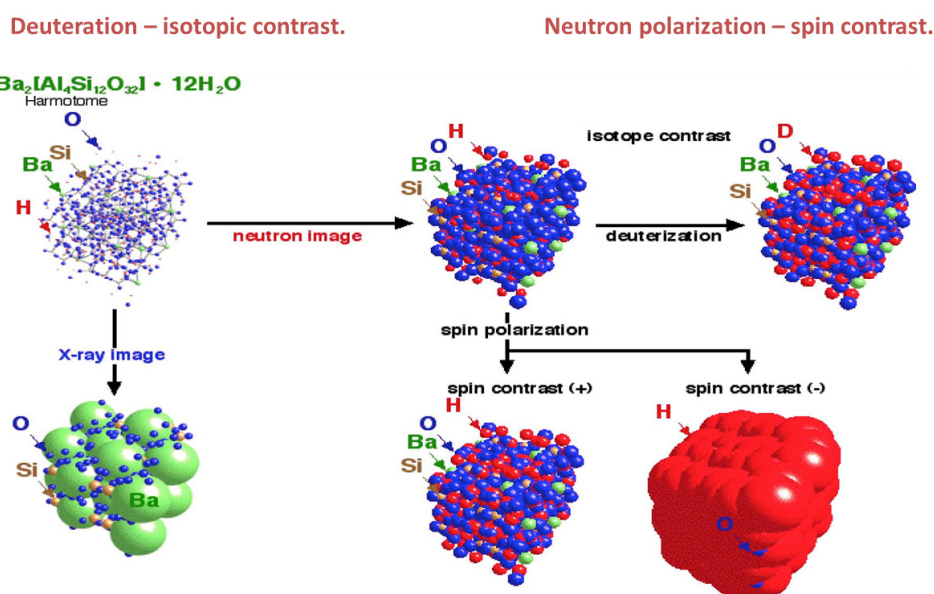 Deuteration – isotopic contrast.
Neutron polarization – spin contrast.
Ba₂[Al₄Si₁₂O₃₂] • 12H₂O
Harmotome
O
Si
Ba
H
neutron image
H
O
Ba
Si
isotope contrast
deuterization
D
O
Ba
Si
X-ray image
spin polarization
spin contrast (+)
spin contrast (-)
O
Si
Ba
H
O
Ba
Si
H
O